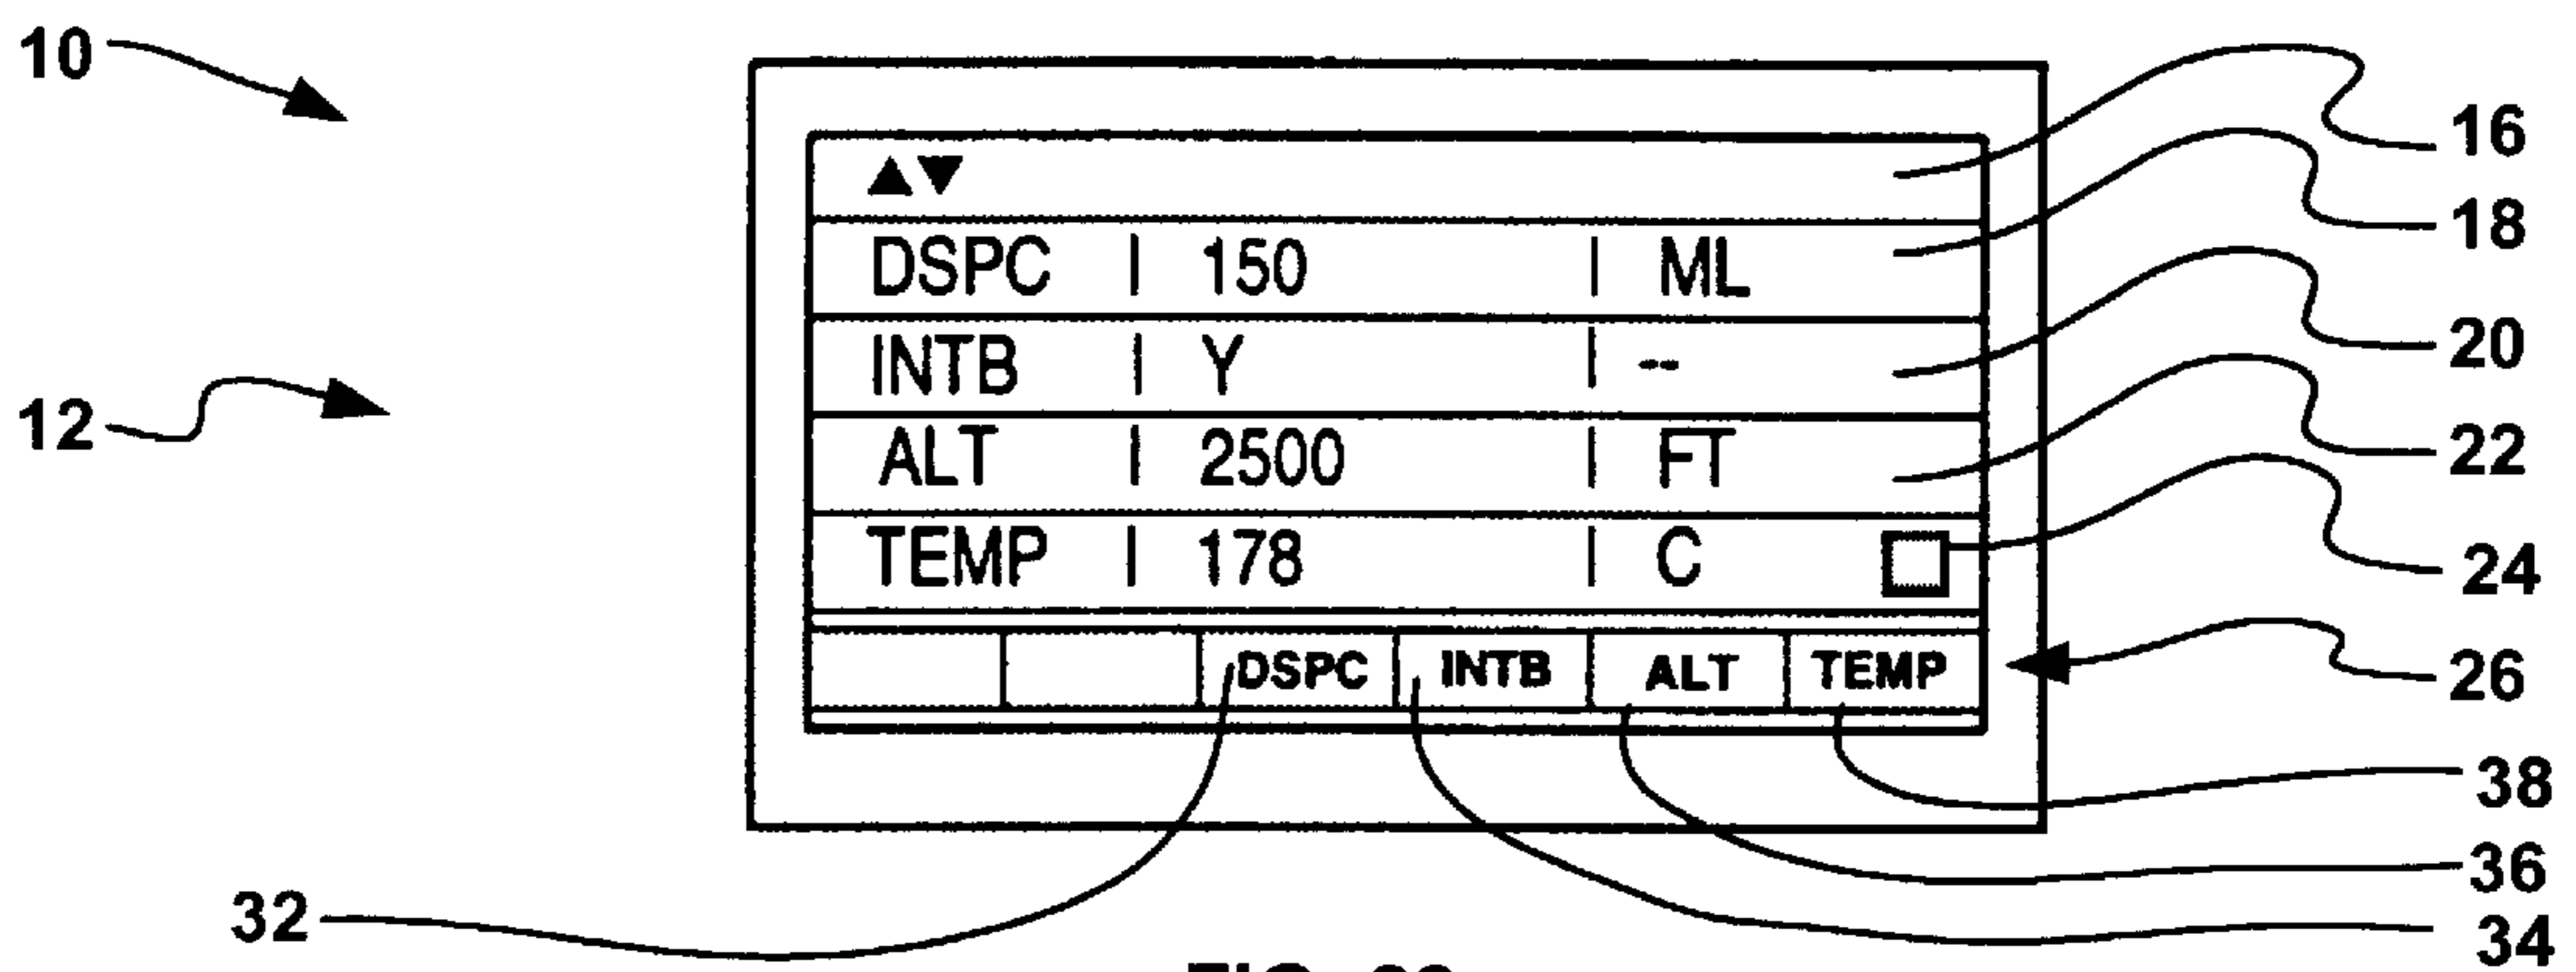 10
16
▲▼
18
DSPC | 150 | ML
20
INTB | Y | --
12
22
ALT | 2500 | FT
24
TEMP | 178 | C
26
DSPC INTB ALT TEMP
38
36
32
34